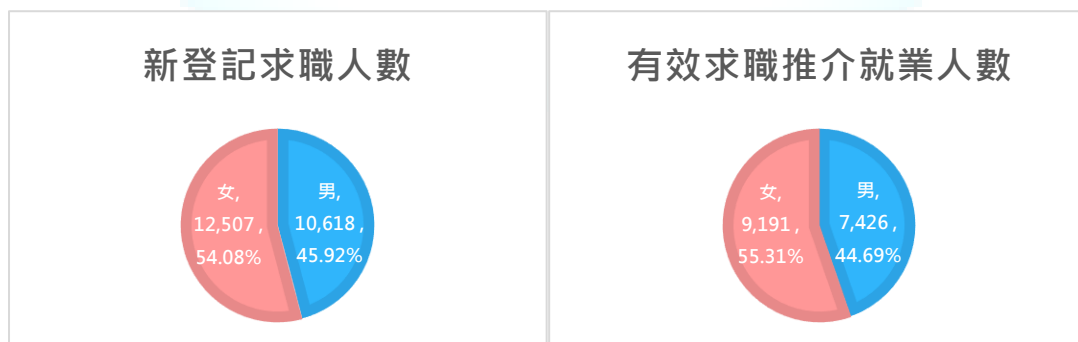 新登記求職人數
女,
12,507 ,
54.08%
男,
10,618 ,
45.92%
有效求職推介就業人數
女,
9,191 ,
55.31%
男,
7,426 ,
44.69%